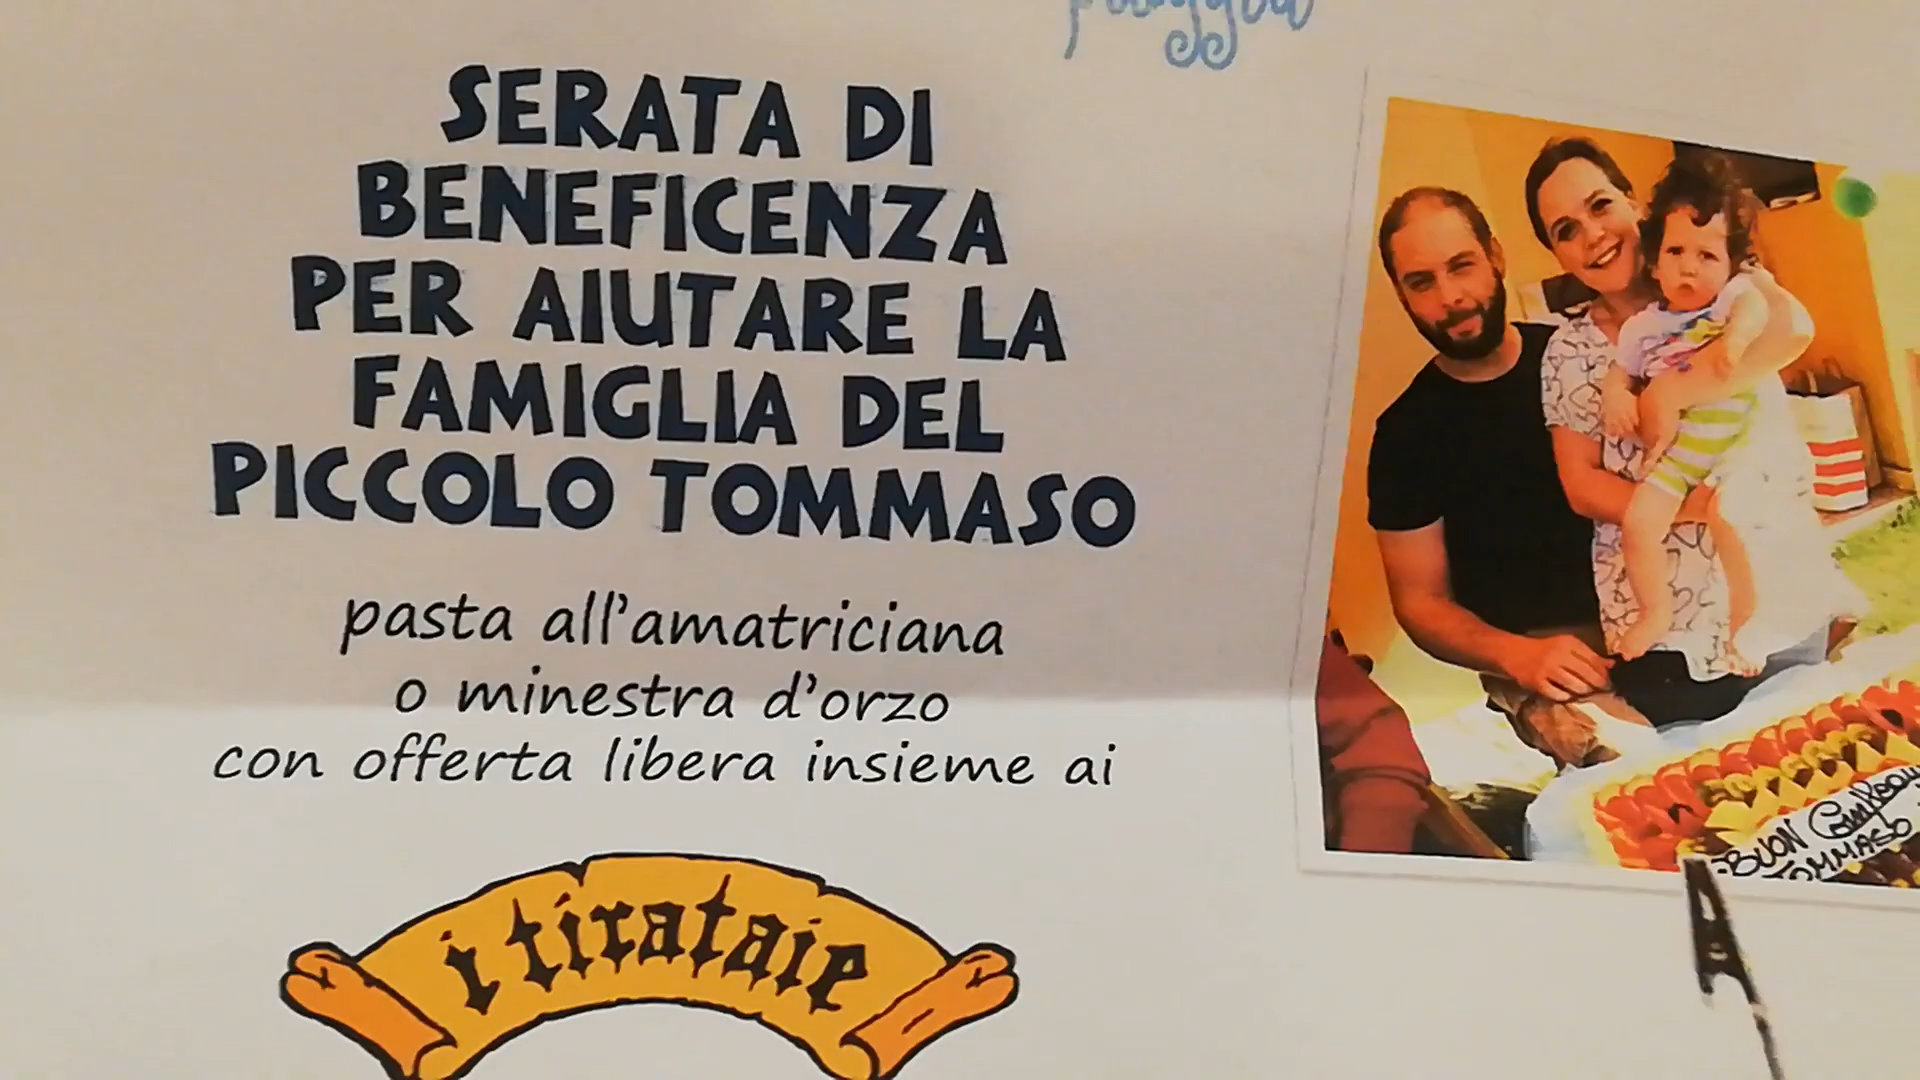 SERATA DI
BENEFICENZA
PER AIUTARE LA
FAMIGLIA DEL
PICCOLO TOMMASO
pasta all'amatriciana
o minestra d'orzo
con offerta libera insieme ai
i tirataie
BUON
TOMMASO